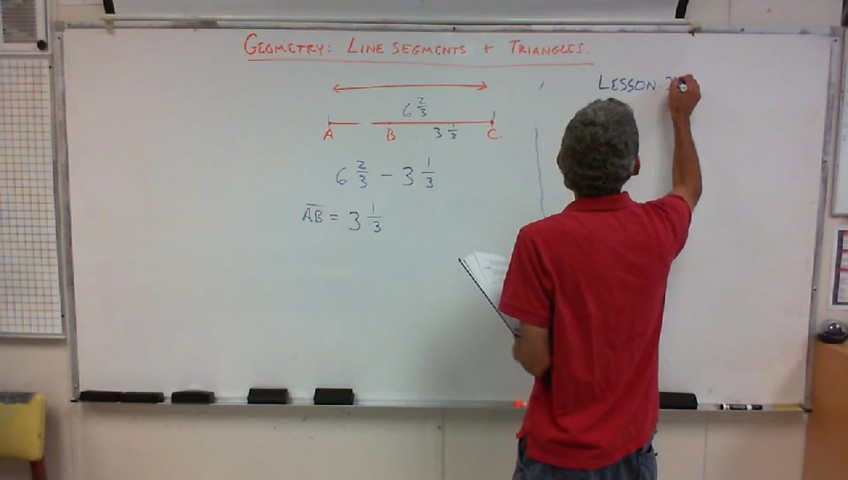 GEOMETRY: LINE SEGMENTS + TRIANGLES.
6 2/3
A B 3 1/3 C
6 2/3 - 3 1/3
A̅B̅ = 3 1/3
LESSON